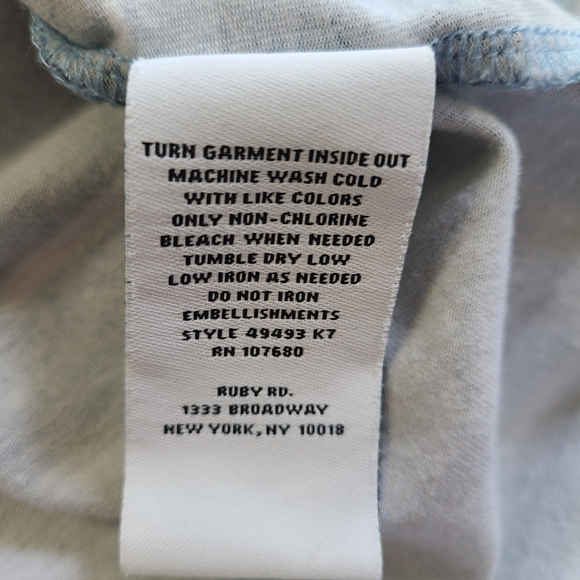 TURN GARMENT INSIDE OUT
MACHINE WASH COLD
WITH LIKE COLORS
ONLY NON-CHLORINE
BLEACH WHEN NEEDED
TUMBLE DRY LOW
LOW IRON AS NEEDED
DO NOT IRON
EMBELLISHMENTS
STYLE 49493 K7
RN 107680
RUBY RD.
1333 BROADWAY
NEW YORK, NY 10018